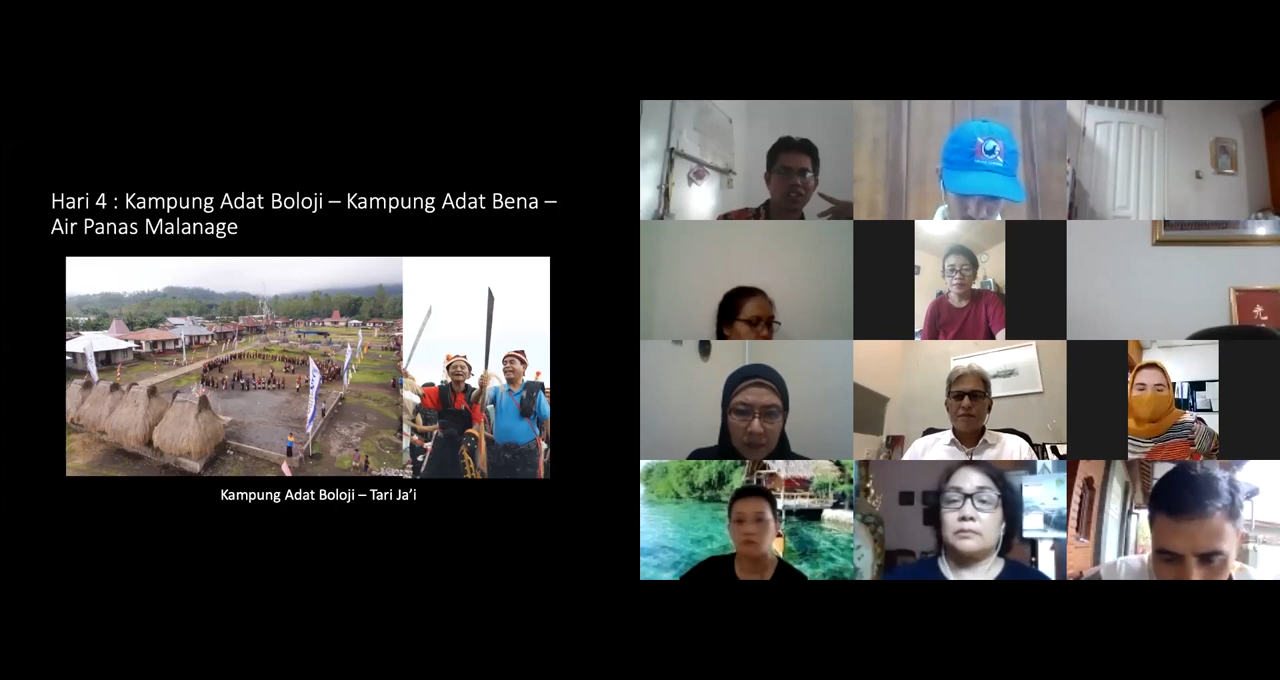 Hari 4 : Kampung Adat Boloji – Kampung Adat Bena –
Air Panas Malanage
Kampung Adat Boloji – Tari Ja’i